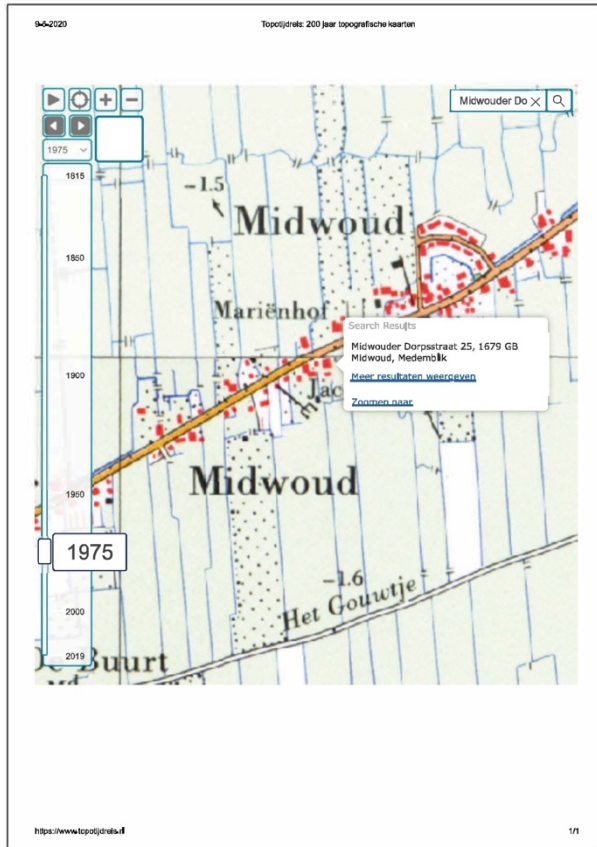 9-6-2020
Topotijdreis: 200 jaar topografische kaarten
Midwouder Do
1975
1815
-1.5
Midwoud
1850
Mariënhof
Search Results
Midwouder Dorpsstraat 25, 1679 GB
Midwoud, Medemblik
1900
Meer resultaten weergeven
Jac
Zoomen naar
1950
Midwoud
1975
-1.6
Het Gouwtje
2000
Buurt
2019
https://www.topotijdreis.nl
1/1